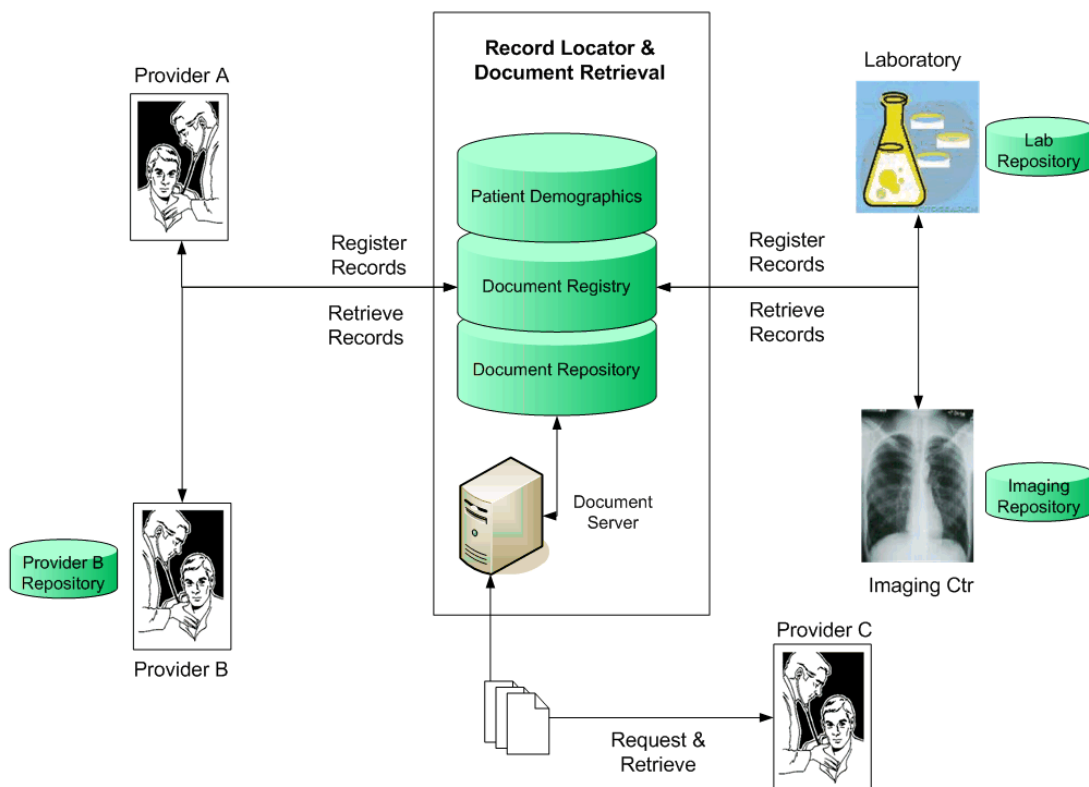 Record Locator &
Document Retrieval
Provider A
Laboratory
Lab
Repository
Patient Demographics
Register
Records
Register
Records
Document Registry
Retrieve
Records
Retrieve
Records
Document Repository
Document
Server
Imaging
Repository
Provider B
Repository
Imaging Ctr
Provider B
Provider C
Request &
Retrieve